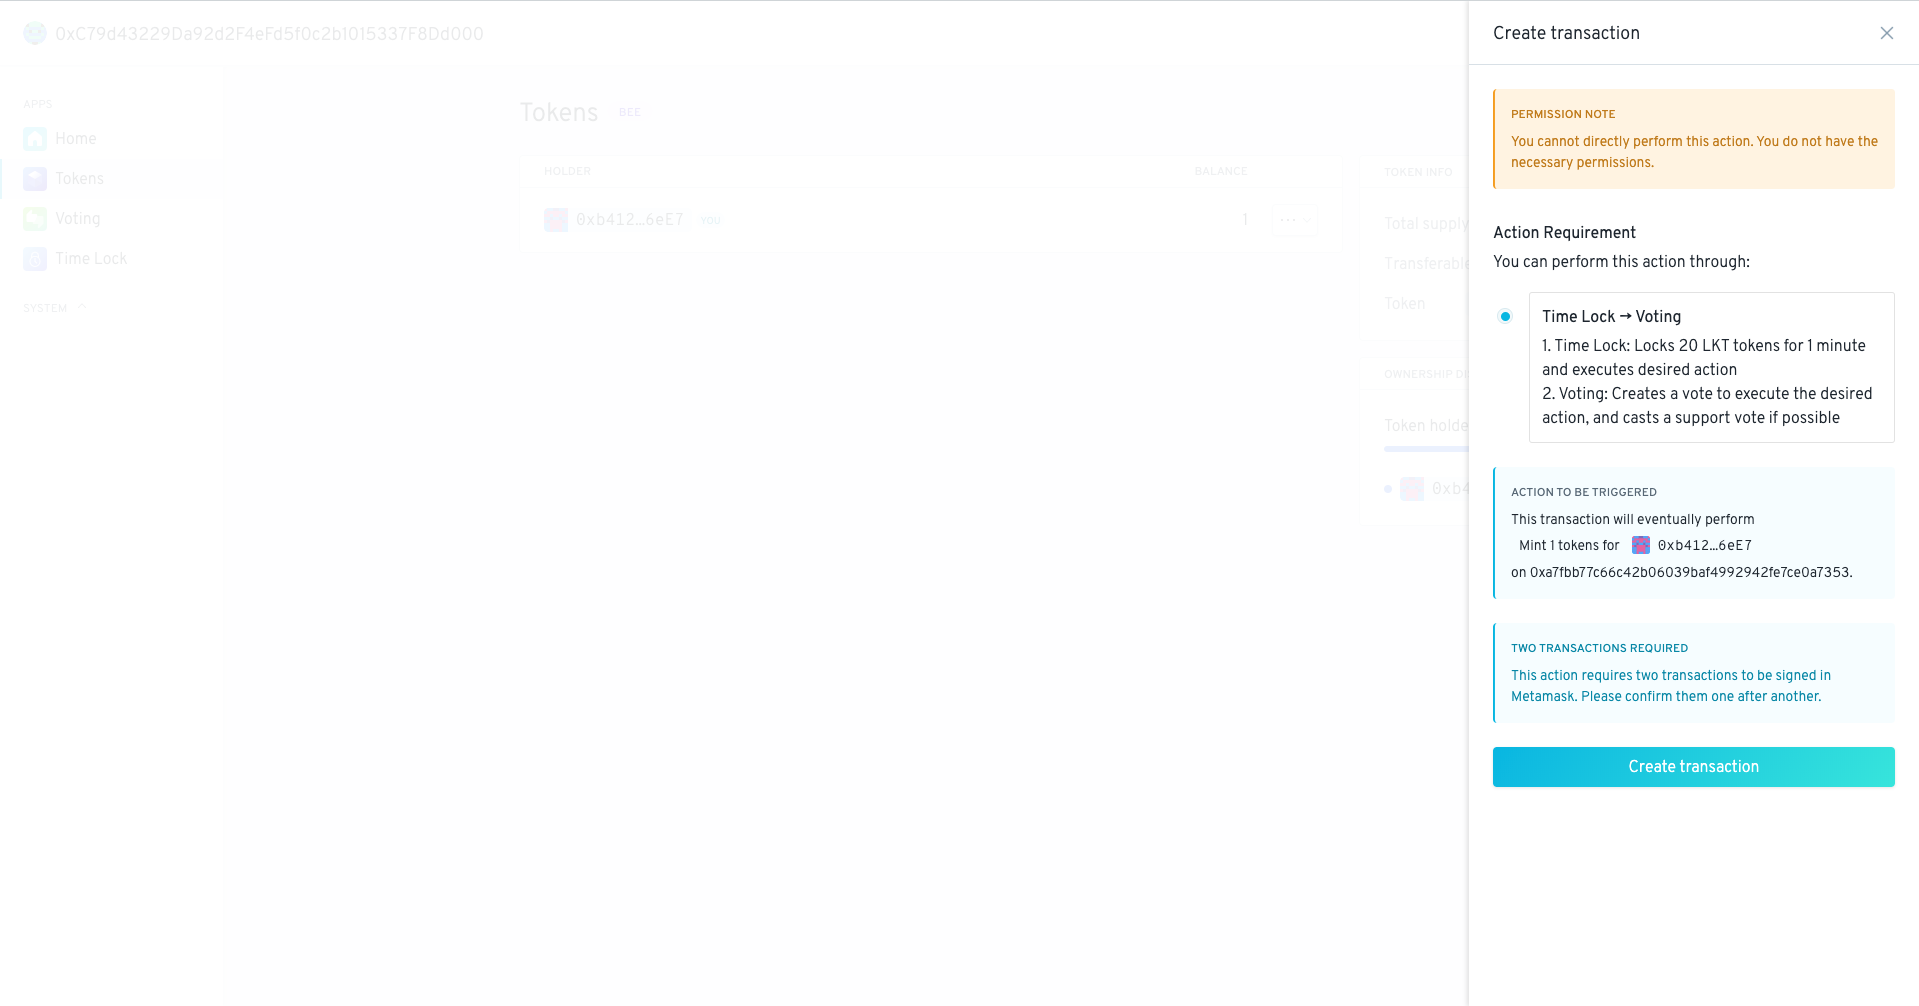 0xC79d43229Da92d2F4eFd5f0c2b1015337F8Dd000
APPS
Home
Tokens
Voting
Time Lock
SYSTEM
Tokens BEE
HOLDER BALANCE
0xb412…6eE7 YOU 1
TOKEN INFO
Total supply
Transferable
Token
OWNERSHIP DI
Token holde
0xb4
Create transaction
PERMISSION NOTE
You cannot directly perform this action. You do not have the
necessary permissions.
Action Requirement
You can perform this action through:
Time Lock → Voting
1. Time Lock: Locks 20 LKT tokens for 1 minute
and executes desired action
2. Voting: Creates a vote to execute the desired
action, and casts a support vote if possible
ACTION TO BE TRIGGERED
This transaction will eventually perform
Mint 1 tokens for 0xb412…6eE7
on 0xa7fbb77c66c42b06039baf4992942fe7ce0a7353.
TWO TRANSACTIONS REQUIRED
This action requires two transactions to be signed in
Metamask. Please confirm them one after another.
Create transaction